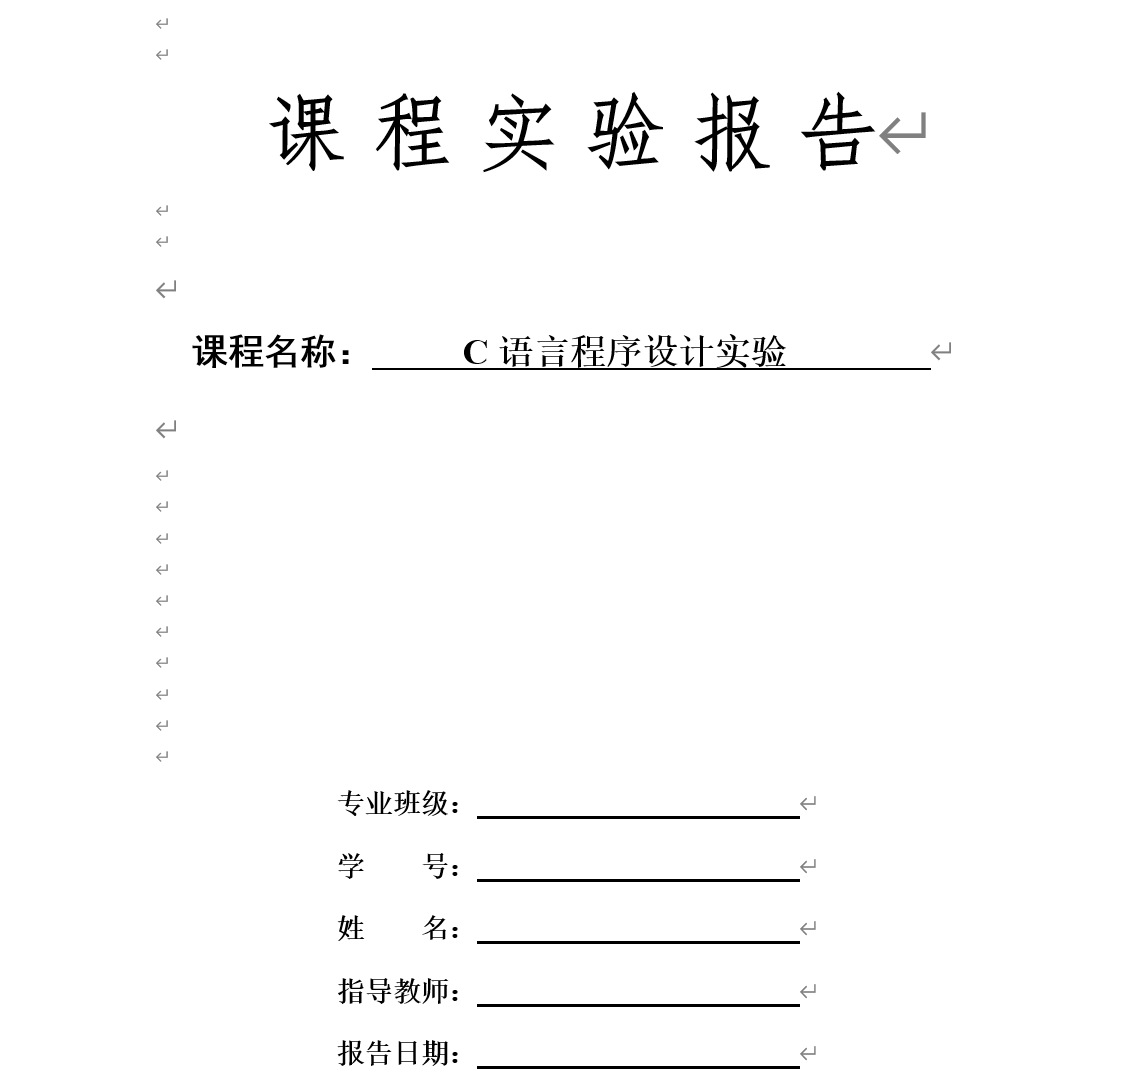 课程实验报告
课程名称：C 语言程序设计实验
专业班级：
学 号：
姓 名：
指导教师：
报告日期：